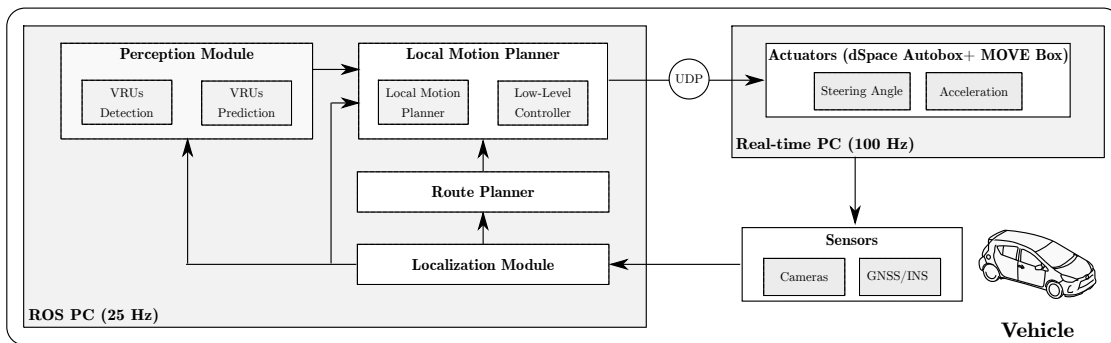 Perception Module
VRUs
Detection
VRUs
Prediction
Local Motion Planner
Local Motion
Planner
Low-Level
Controller
UDP
Actuators (dSpace Autobox+ MOVE Box)
Steering Angle
Acceleration
Real-time PC (100 Hz)
Route Planner
Localization Module
Sensors
Cameras
GNSS/INS
ROS PC (25 Hz)
Vehicle